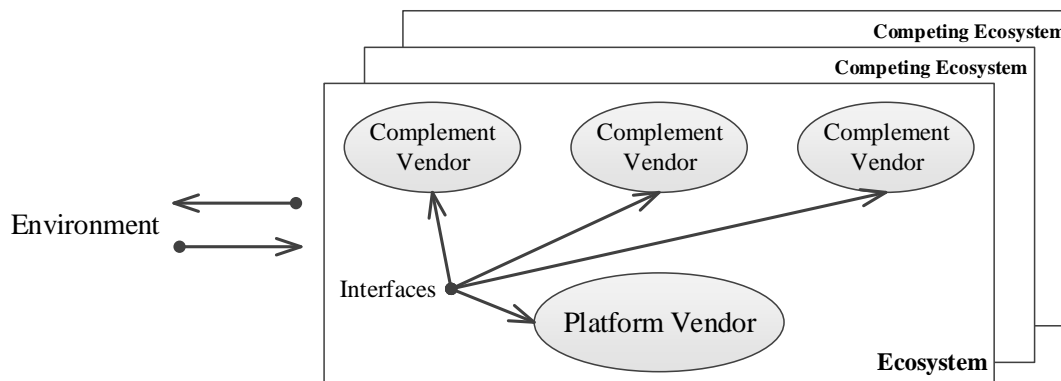 Competing Ecosystem
Competing Ecosystem
Complement
Vendor
Complement
Vendor
Complement
Vendor
Environment
Interfaces
Platform Vendor
Ecosystem